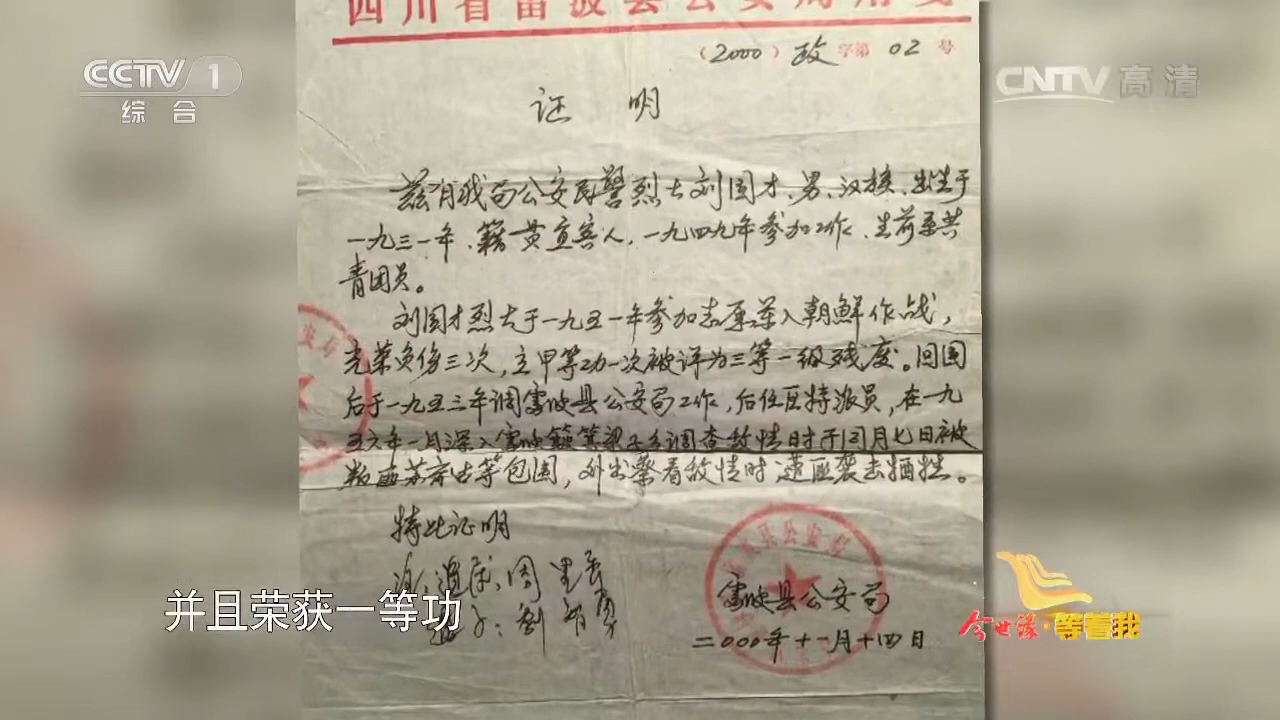 四川省雷波县公安局用笺
CCTV 1
综合
CNTV 高清
(2000)政字第02号
证 明
兹有我局公安民警烈士刘国才、男、汉族、出生于
一九三一年、籍贯宜宾人,一九四九年参加工作、生前系共
青团员。
刘国才烈士于一九五一年参加志愿军入朝鲜作战,
光荣负伤三次,立甲等功一次被评为三等一级残废。回国
后于一九五三年调雷波县公安局工作,后任区特派员,在一九
五六年一月深入雷波簸箕梁子乡调查敌情时于同月七日被
叛匪苏 等包围,外出察看敌情时遭匪袭击牺牲。
特此证明
雷波县公安局
二000年十一月十四日
并且荣获一等功
今世缘·等着我